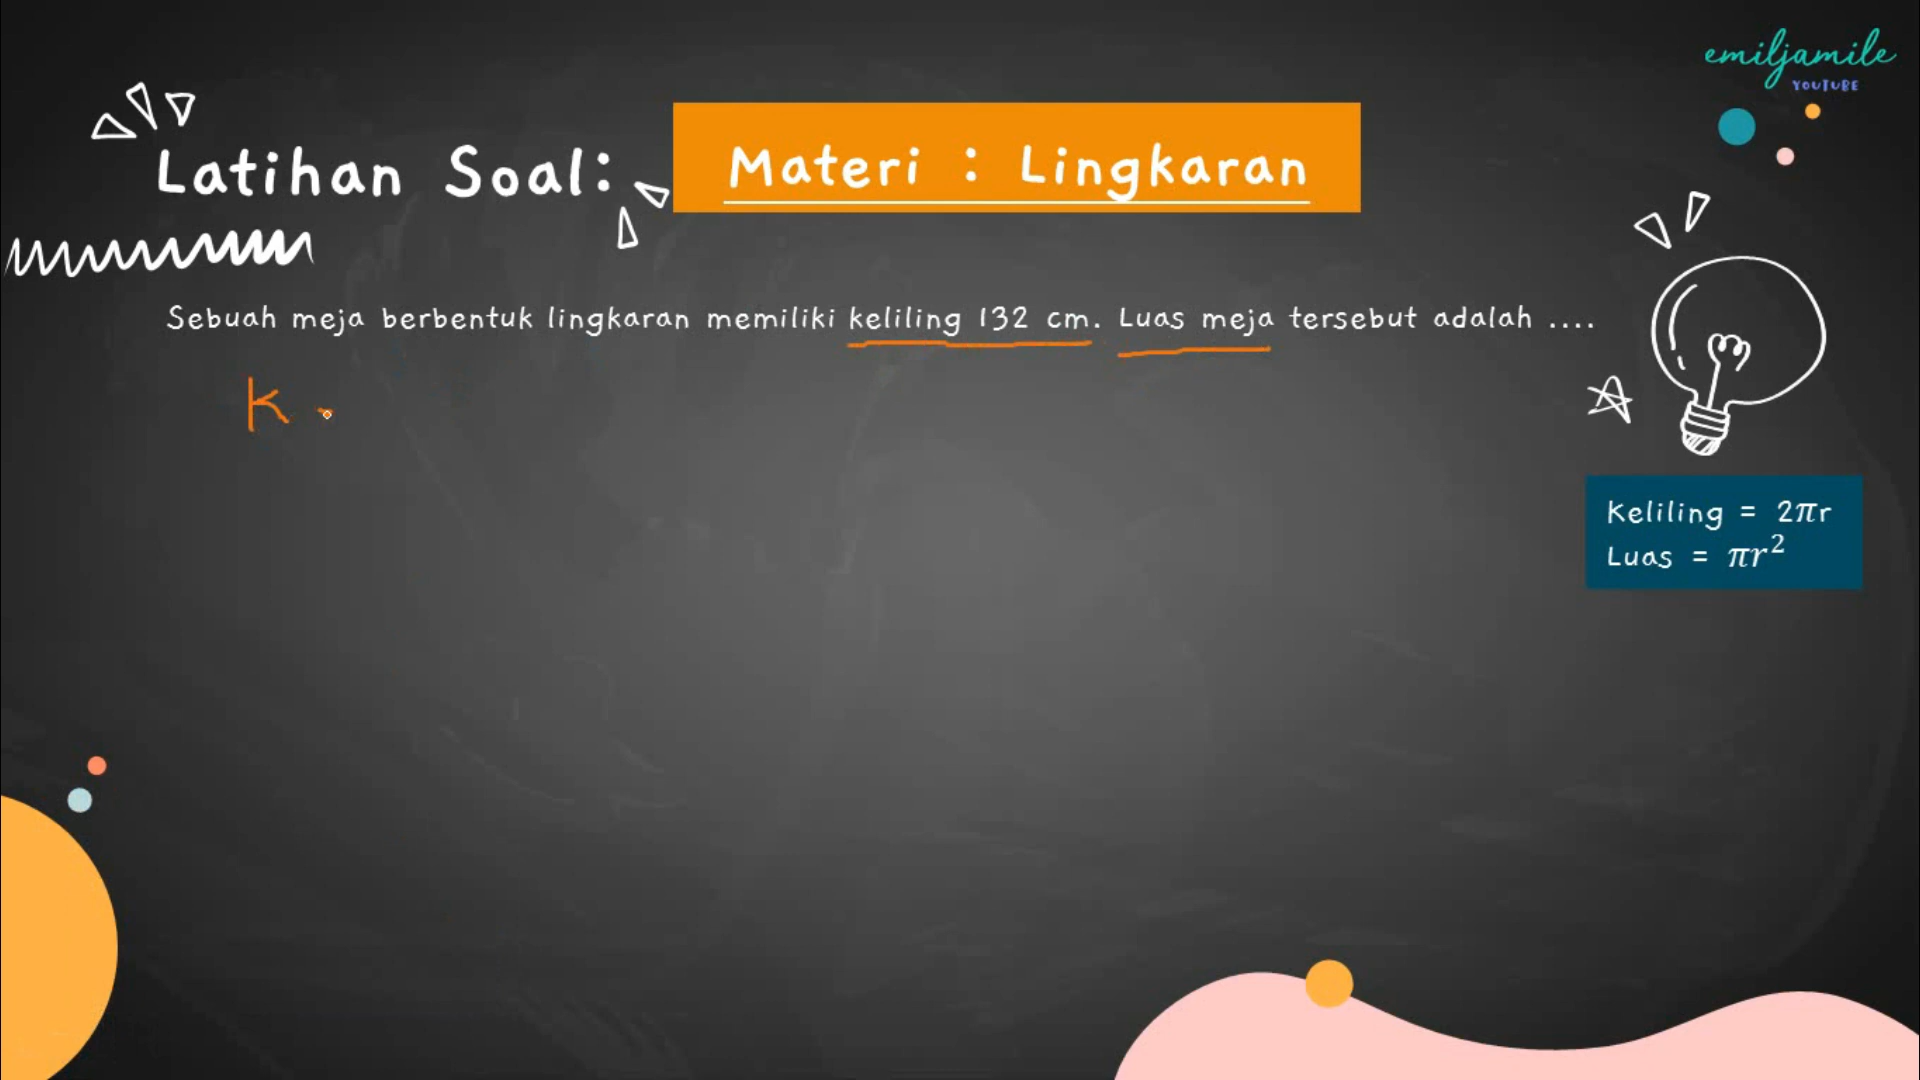 emiljamile
YOUTUBE
Latihan Soal:
Materi : Lingkaran
Sebuah meja berbentuk lingkaran memiliki keliling 132 cm. Luas meja tersebut adalah ....
K
Keliling = 2πr
Luas = πr²